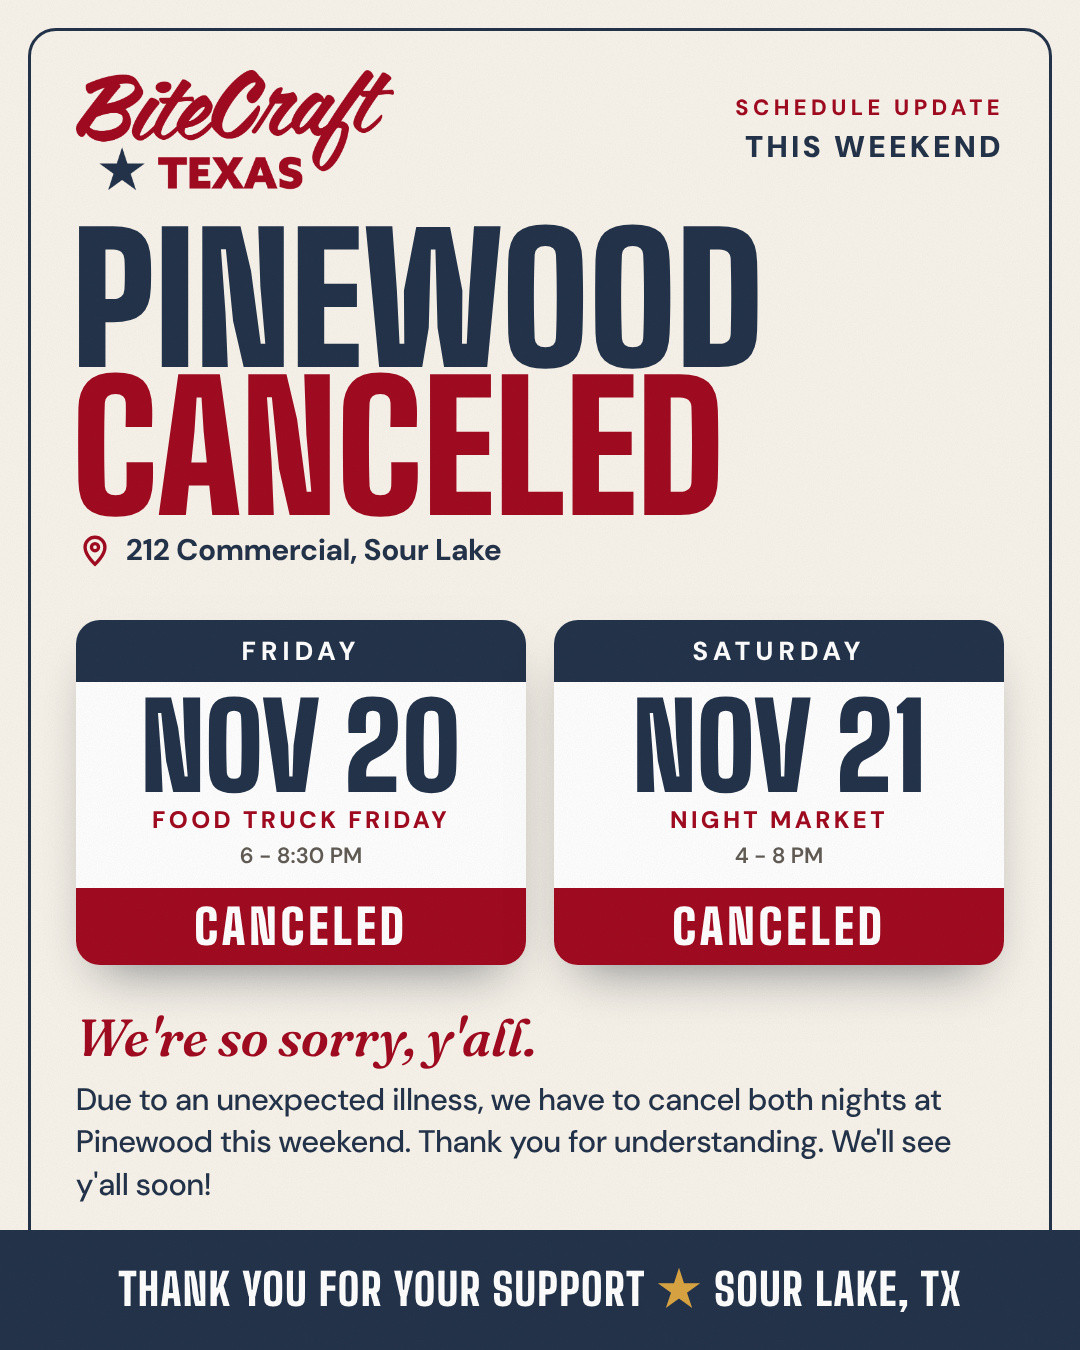 BiteCraft
TEXAS
SCHEDULE UPDATE
THIS WEEKEND
PINEWOOD
CANCELED
212 Commercial, Sour Lake
FRIDAY
NOV 20
FOOD TRUCK FRIDAY
6 – 8:30 PM
CANCELED
SATURDAY
NOV 21
NIGHT MARKET
4 – 8 PM
CANCELED
We're so sorry, y'all.
Due to an unexpected illness, we have to cancel both nights at
Pinewood this weekend. Thank you for understanding. We'll see
y'all soon!
THANK YOU FOR YOUR SUPPORT ★ SOUR LAKE, TX